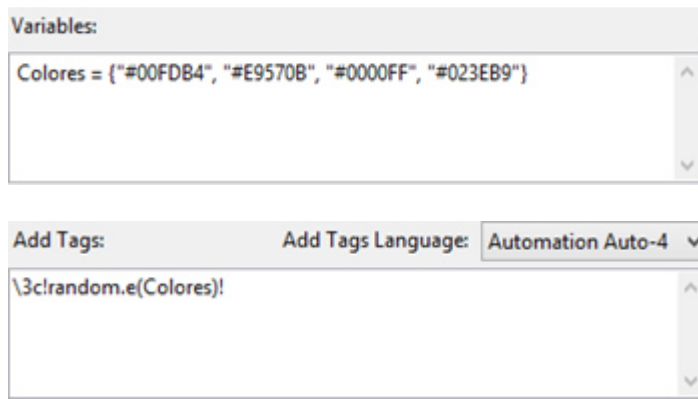 Variables:
Colores = {"#00FDB4", "#E9570B", "#0000FF", "#023EB9"}
Add Tags: Add Tags Language: Automation Auto-4
\3c!random.e(Colores)!